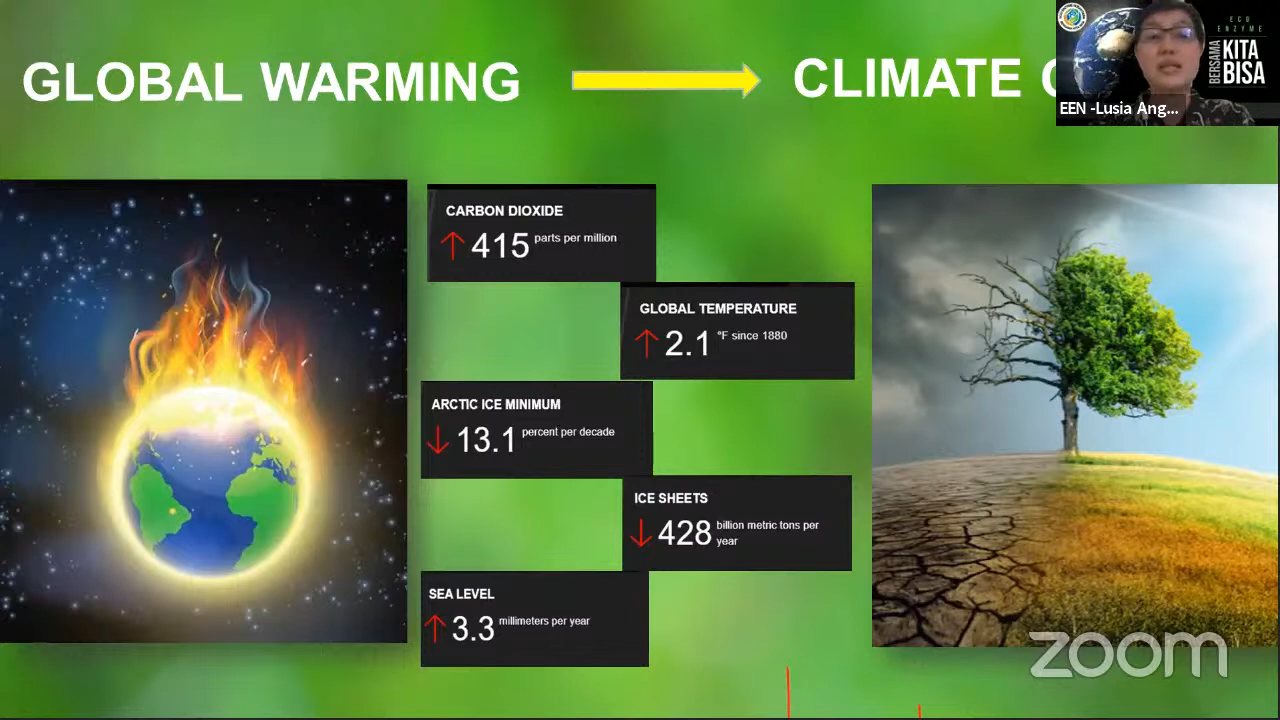 GLOBAL WARMING
CLIMATE C
ECO
ENZYME
BERSAMA
KITA
BISA
EEN -Lusia Ang...
CARBON DIOXIDE
↑ 415 parts per million
GLOBAL TEMPERATURE
↑ 2.1 °F since 1880
ARCTIC ICE MINIMUM
↓ 13.1 percent per decade
ICE SHEETS
↓ 428 billion metric tons per
year
SEA LEVEL
↑ 3.3 millimeters per year
zoom